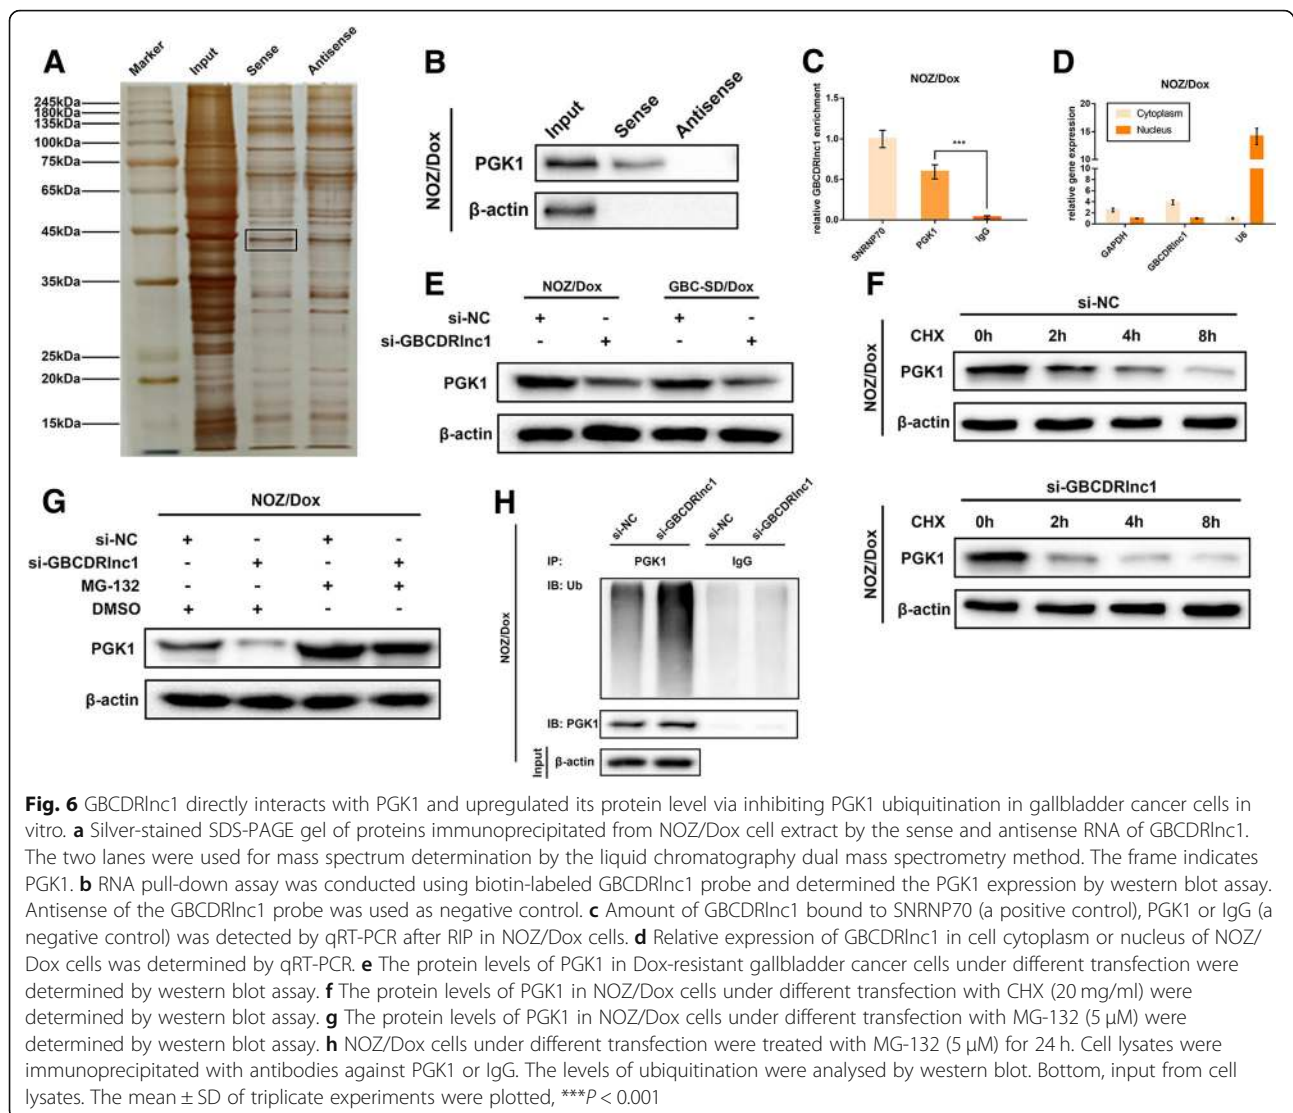 A
Marker
Input
Sense
Antisense
245kDa
180kDa
135kDa
100kDa
75kDa
65kDa
45kDa
35kDa
25kDa
20kDa
15kDa
B
NOZ/Dox
Input
Sense
Antisense
PGK1
β-actin
C
NOZ/Dox
relative GBCDRlnc1 enrichment
1.5
1.0
0.5
0.0
***
SNRNP70
PGK1
IgG
D
NOZ/Dox
relative gene expression
20
15
10
10
8
6
4
2
0
Cytoplasm
Nucleus
GAPDH
GBCDRlnc1
U6
E
NOZ/Dox GBC-SD/Dox
si-NC + - + -
si-GBCDRlnc1 - + - +
PGK1
β-actin
F
si-NC
NOZ/Dox
CHX 0h 2h 4h 8h
PGK1
β-actin
si-GBCDRlnc1
NOZ/Dox
CHX 0h 2h 4h 8h
PGK1
β-actin
G
NOZ/Dox
si-NC + - + -
si-GBCDRlnc1 - + - +
MG-132 - - + +
DMSO + + - -
PGK1
β-actin
H
NOZ/Dox
si-NC
si-GBCDRlnc1
si-NC
si-GBCDRlnc1
IP: PGK1 IgG
IB: Ub
IB: PGK1
Input
β-actin
Fig. 6 GBCDRlnc1 directly interacts with PGK1 and upregulated its protein level via inhibiting PGK1 ubiquitination in gallbladder cancer cells in
vitro. a Silver-stained SDS-PAGE gel of proteins immunoprecipitated from NOZ/Dox cell extract by the sense and antisense RNA of GBCDRlnc1.
The two lanes were used for mass spectrum determination by the liquid chromatography dual mass spectrometry method. The frame indicates
PGK1. b RNA pull-down assay was conducted using biotin-labeled GBCDRlnc1 probe and determined the PGK1 expression by western blot assay.
Antisense of the GBCDRlnc1 probe was used as negative control. c Amount of GBCDRlnc1 bound to SNRNP70 (a positive control), PGK1 or IgG (a
negative control) was detected by qRT-PCR after RIP in NOZ/Dox cells. d Relative expression of GBCDRlnc1 in cell cytoplasm or nucleus of NOZ/
Dox cells was determined by qRT-PCR. e The protein levels of PGK1 in Dox-resistant gallbladder cancer cells under different transfection were
determined by western blot assay. f The protein levels of PGK1 in NOZ/Dox cells under different transfection with CHX (20 mg/ml) were
determined by western blot assay. g The protein levels of PGK1 in NOZ/Dox cells under different transfection with MG-132 (5 μM) were
determined by western blot assay. h NOZ/Dox cells under different transfection were treated with MG-132 (5 μM) for 24 h. Cell lysates were
immunoprecipitated with antibodies against PGK1 or IgG. The levels of ubiquitination were analysed by western blot. Bottom, input from cell
lysates. The mean ± SD of triplicate experiments were plotted, ***P < 0.001